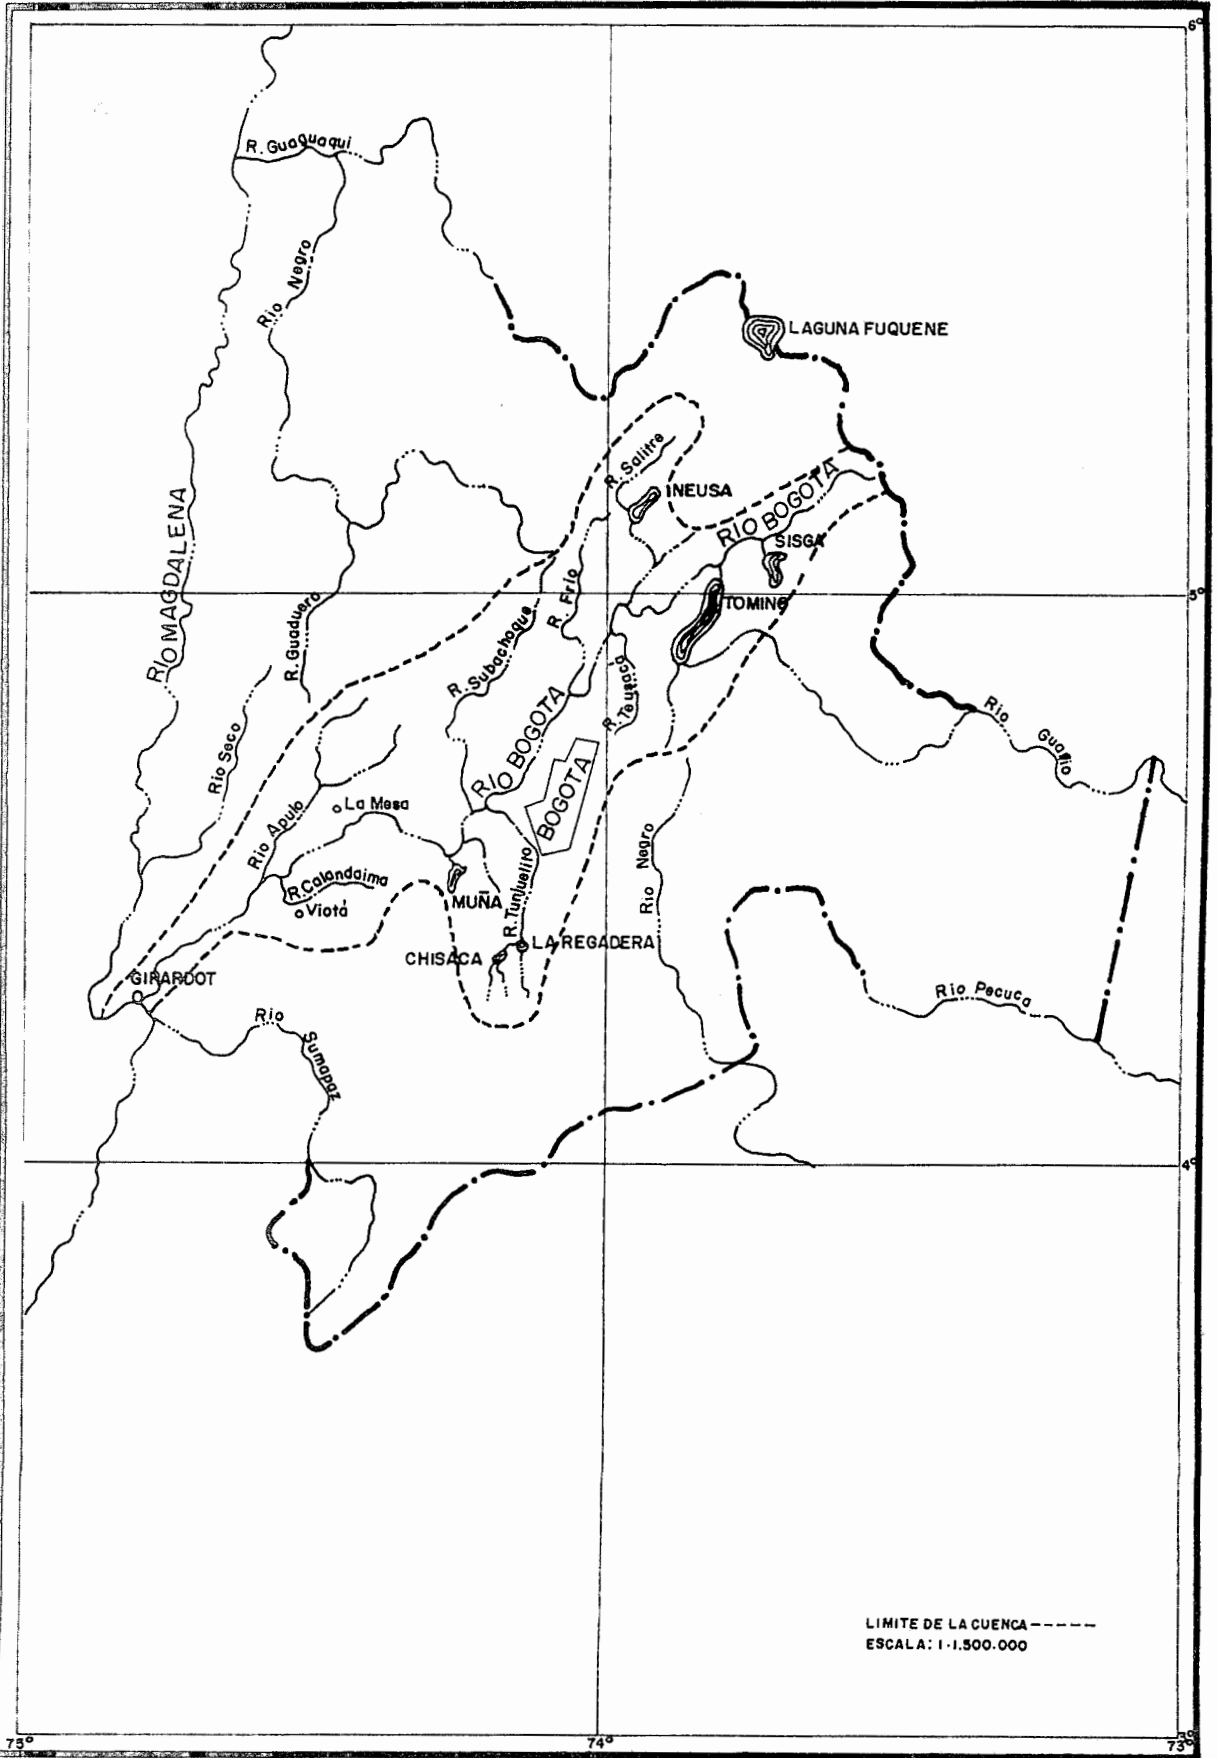 6°
R. Guaguaqui
Rio Negro
LAGUNA FUQUENE
R. Salitre
INEUSA
RIO BOGOTA
SISGA
RIO MAGDALENA
5°
R. Frio
TOMINE
R. Guaduero
R. Subachoque
R. Teusaca
Rio Guavio
Rio Seco
RIO BOGOTA
BOGOTA
La Mesa
Rio Apulo
Rio Negro
R. Calandaima
R. Tunjuelito
MUÑA
Viotá
LA REGADERA
CHISACA
GIRARDOT
Rio Pecuca
Rio Sumapaz
4°
LIMITE DE LA CUENCA -----
ESCALA: 1·1.500.000
75°
74°
73°